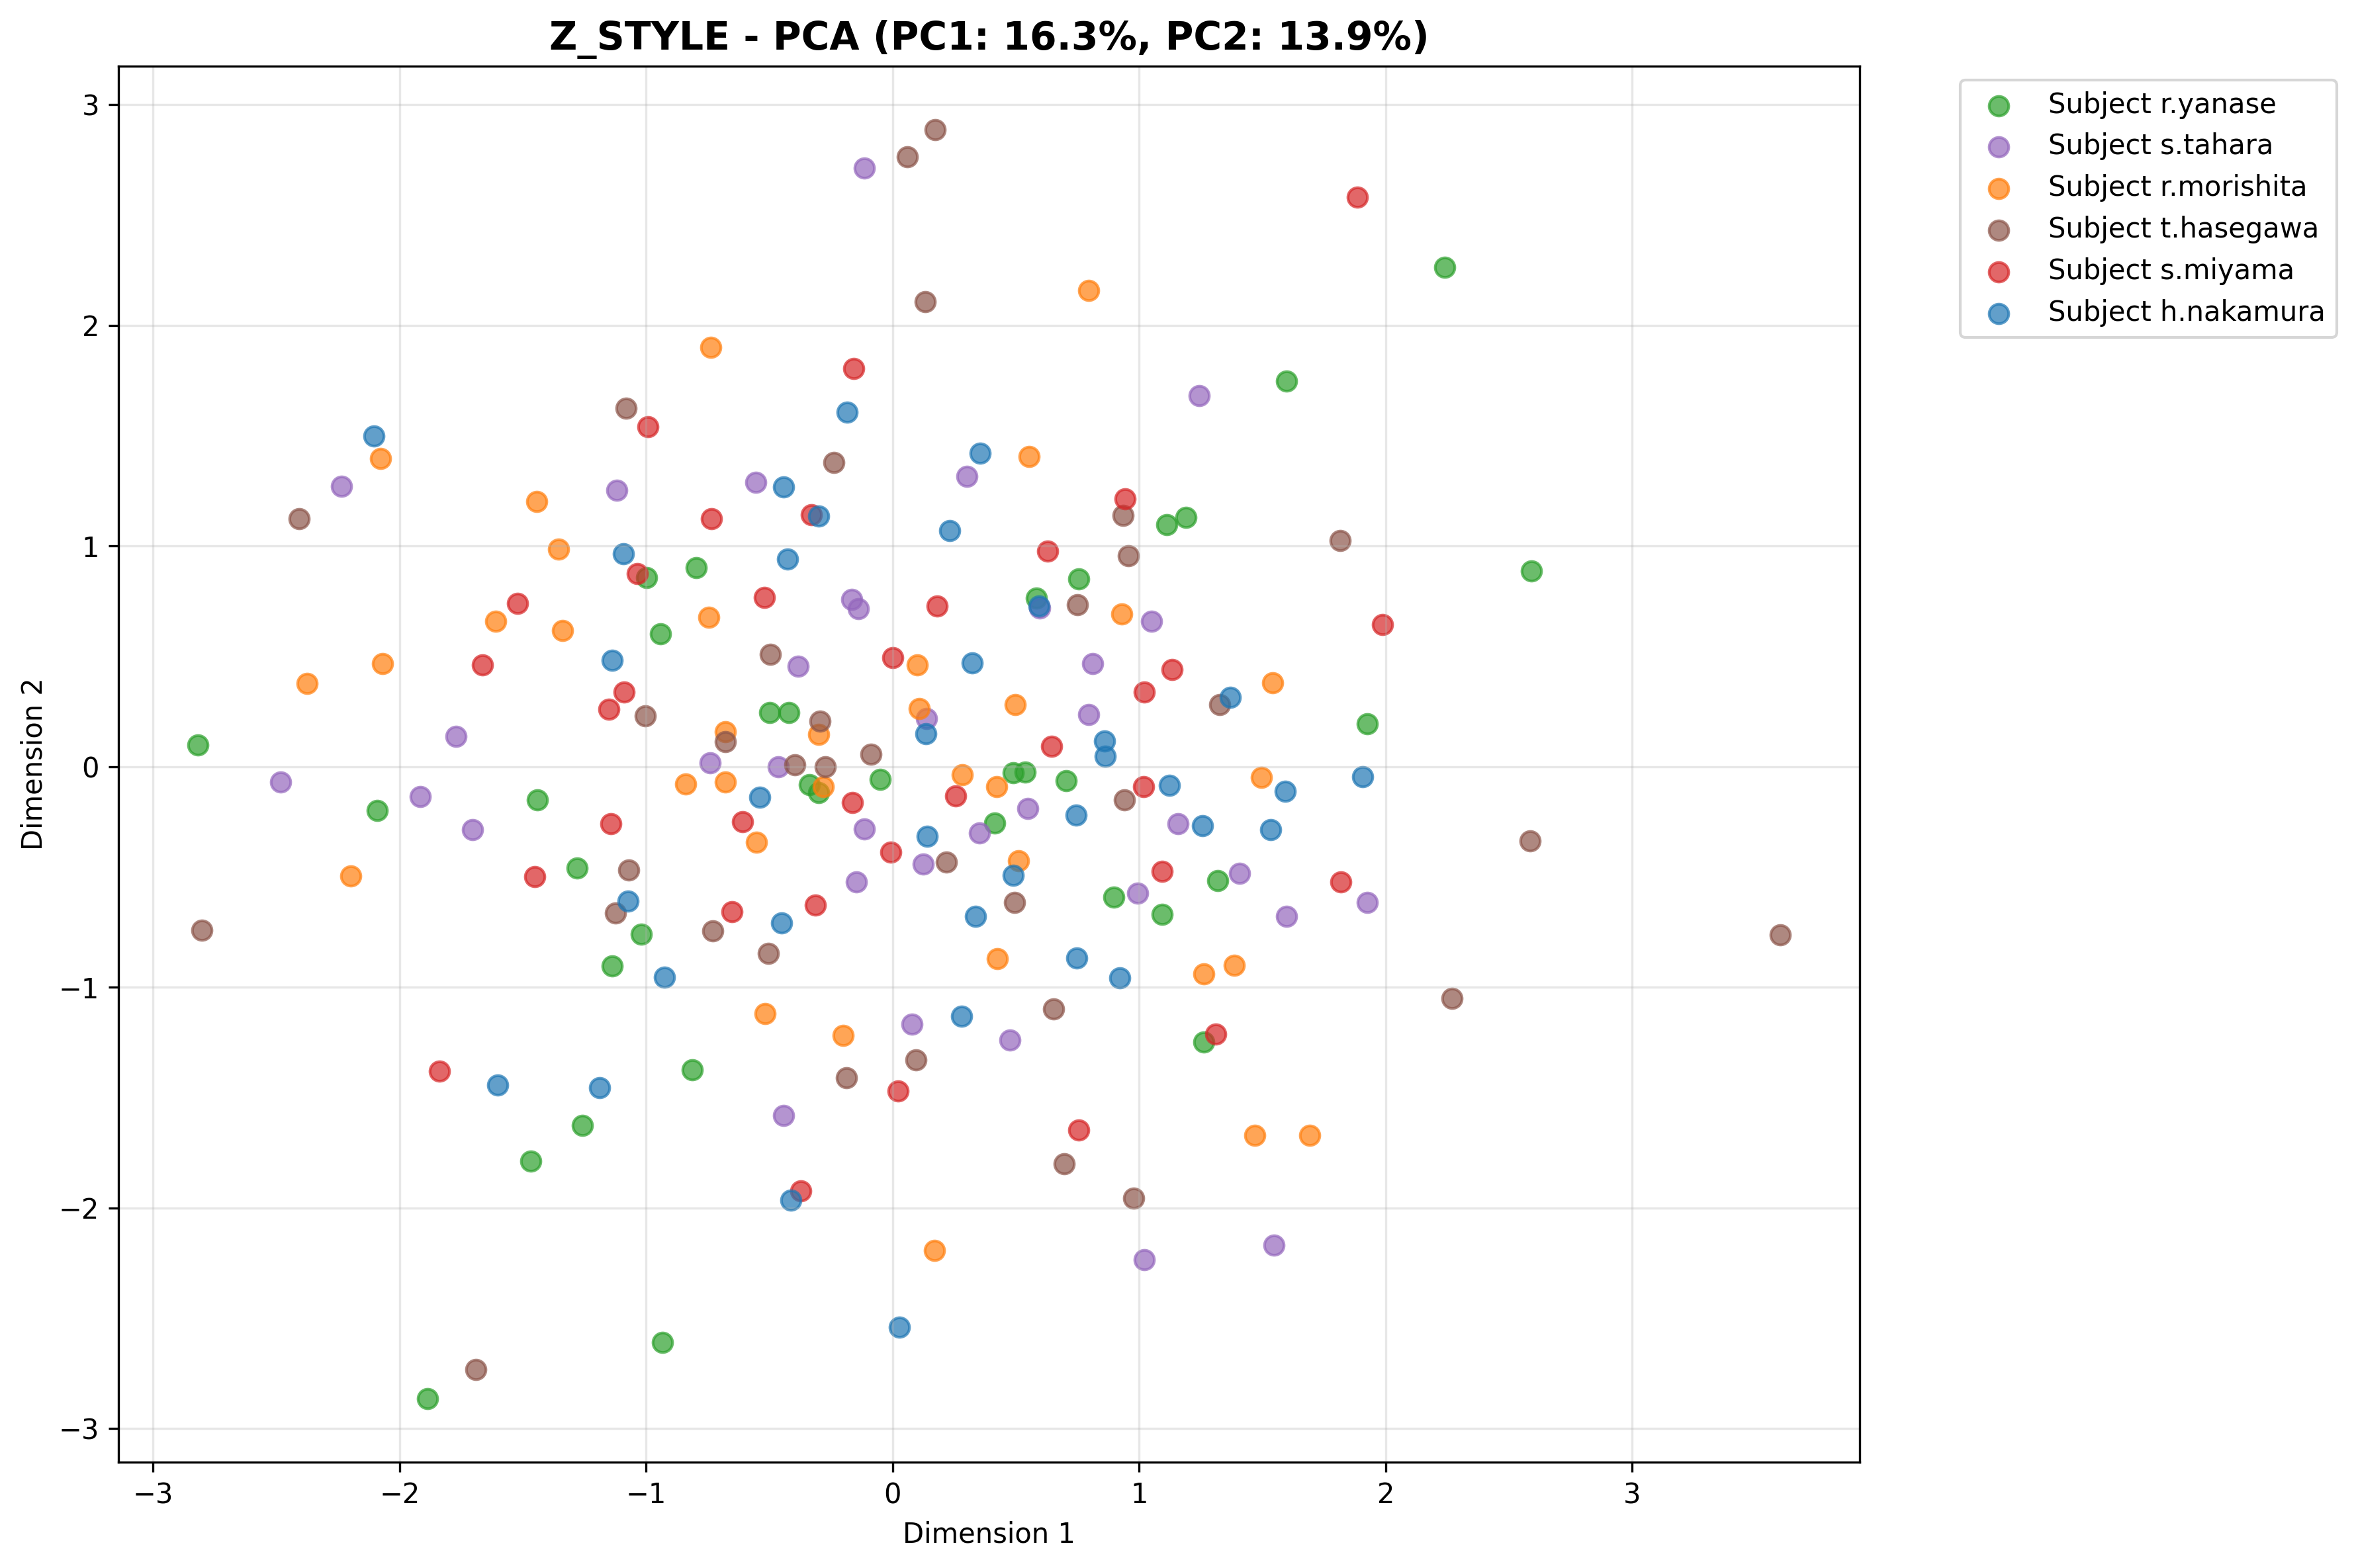 Z_STYLE - PCA (PC1: 16.3%, PC2: 13.9%)
Subject r.yanase
Subject s.tahara
Subject r.morishita
Subject t.hasegawa
Subject s.miyama
Subject h.nakamura
Dimension 2
3
2
1
0
−1
−2
−3
−3
−2
−1
0
1
2
3
Dimension 1